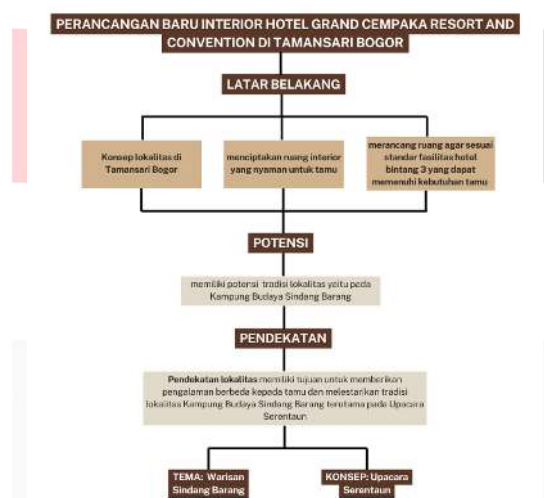 PERANCANGAN BARU INTERIOR HOTEL GRAND CEMPAKA RESORT AND
CONVENTION DI TAMANSARI BOGOR
LATAR BELAKANG
Konsep lokalitas di
Tamansari Bogor
menciptakan ruang interior
yang nyaman untuk tamu
merancang ruang agar sesuai
standar fasilitas hotel
bintang 3 yang dapat
memenuhi kebutuhan tamu
POTENSI
memiliki potensi tradisi lokalitas yaitu pada
Kampung Budaya Sindang Barang
PENDEKATAN
Pendekatan lokalitas memiliki tujuan untuk memberikan
pengalaman berbeda kepada tamu dan melestarikan tradisi
lokalitas Kampung Budaya Sindang Barang terutama pada Upacara
Serentaun
TEMA: Warisan
Sindang Barang
KONSEP: Upacara
Serentaun